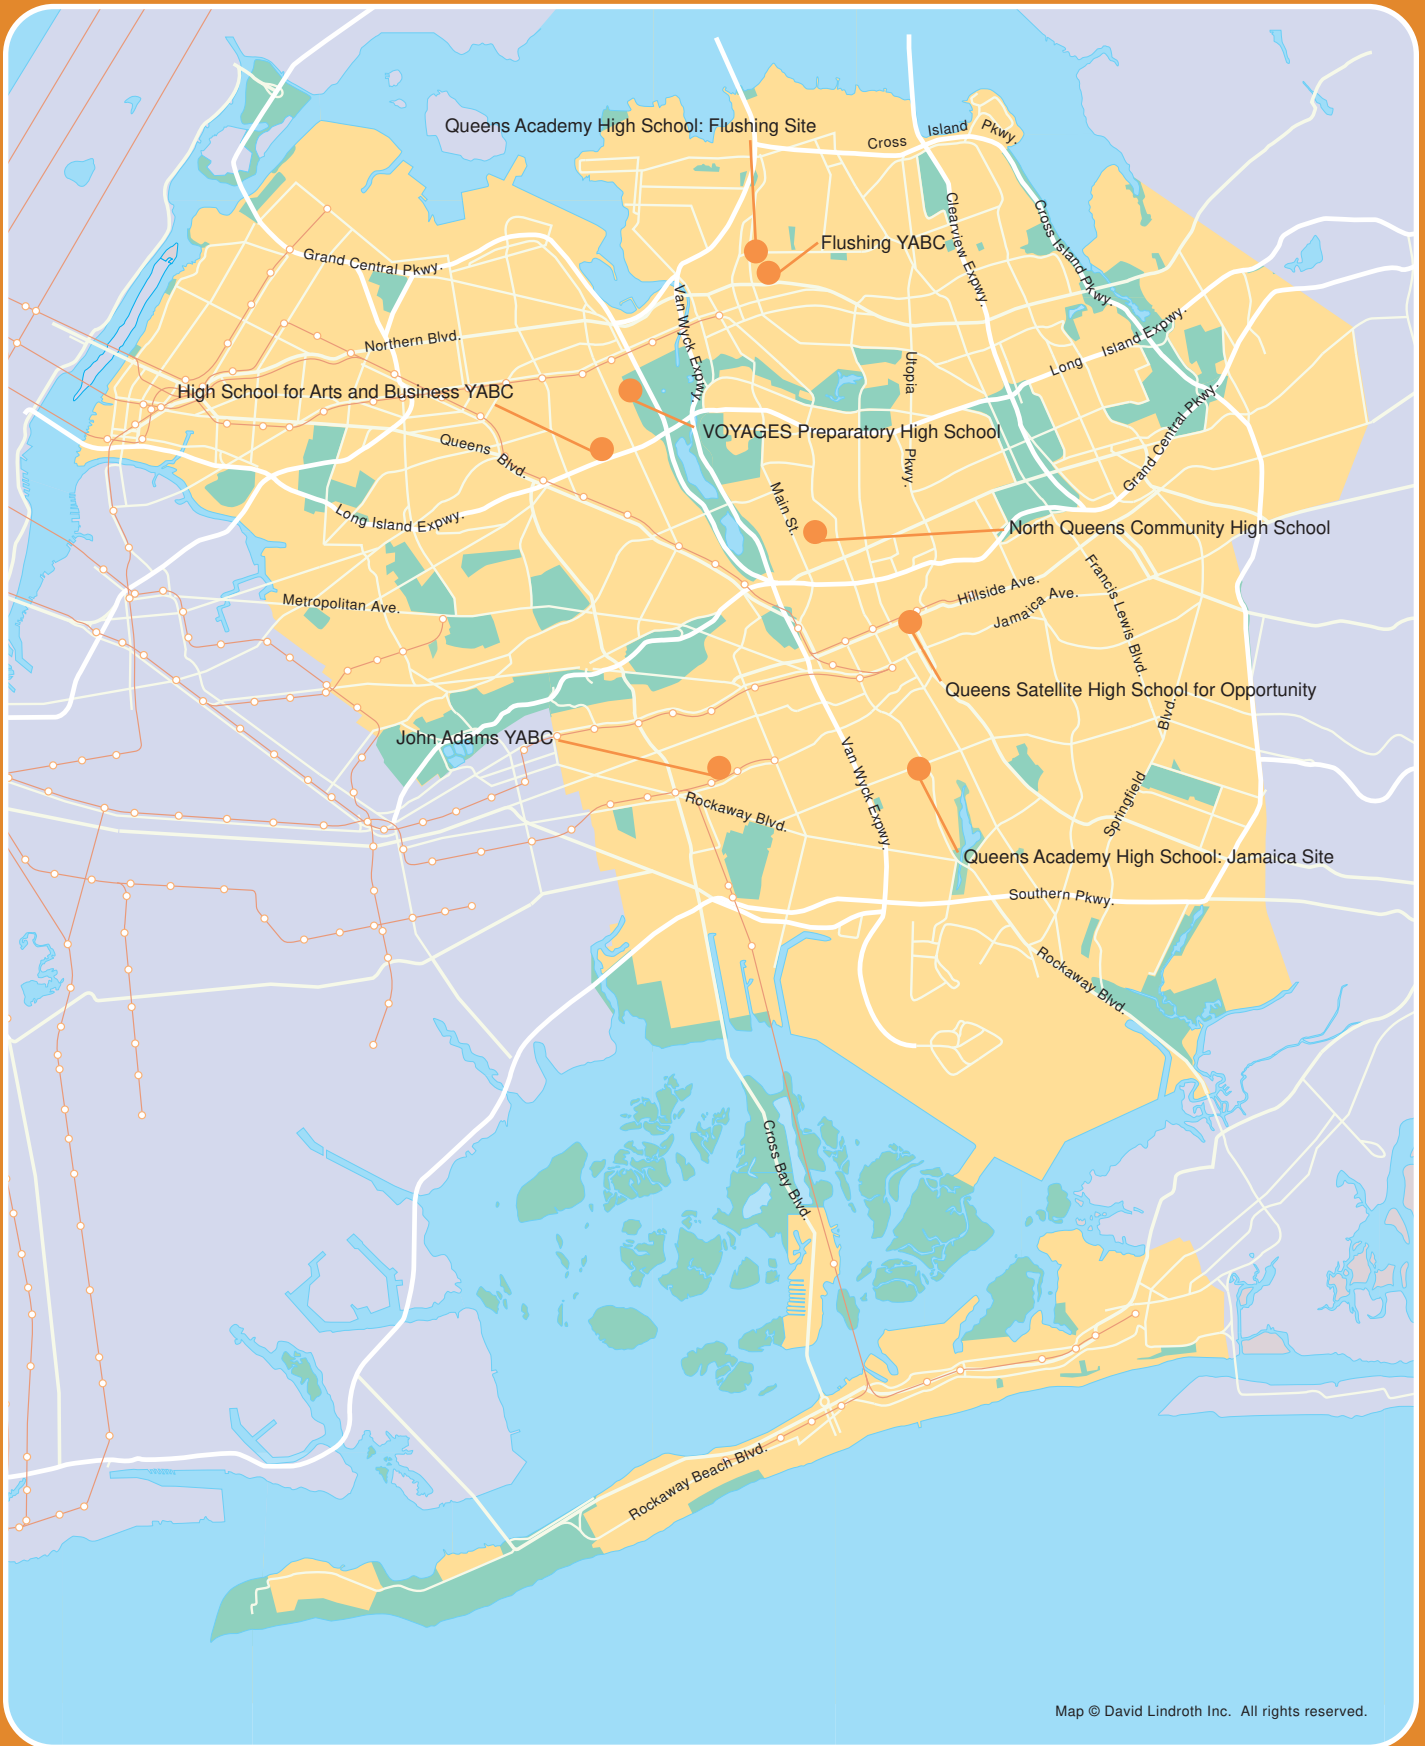 Queens Academy High School: Flushing Site
Cross Island Pkwy.
Flushing YABC
Clearview Expwy.
Cross Island Pkwy.
Grand Central Pkwy.
Van Wyck Expwy.
Northern Blvd.
Long Island Expwy.
Utopia Pkwy.
High School for Arts and Business YABC
VOYAGES Preparatory High School
Grand Central Pkwy.
Queens Blvd.
Main St.
Long Island Expwy.
North Queens Community High School
Francis Lewis Blvd.
Hillside Ave.
Jamaica Ave.
Metropolitan Ave.
Queens Satellite High School for Opportunity
John Adams YABC
Van Wyck Expwy.
Springfield Blvd.
Rockaway Blvd.
Queens Academy High School: Jamaica Site
Southern Pkwy.
Rockaway Blvd.
Cross Bay Blvd.
Rockaway Beach Blvd.
Map © David Lindroth Inc.  All rights reserved.